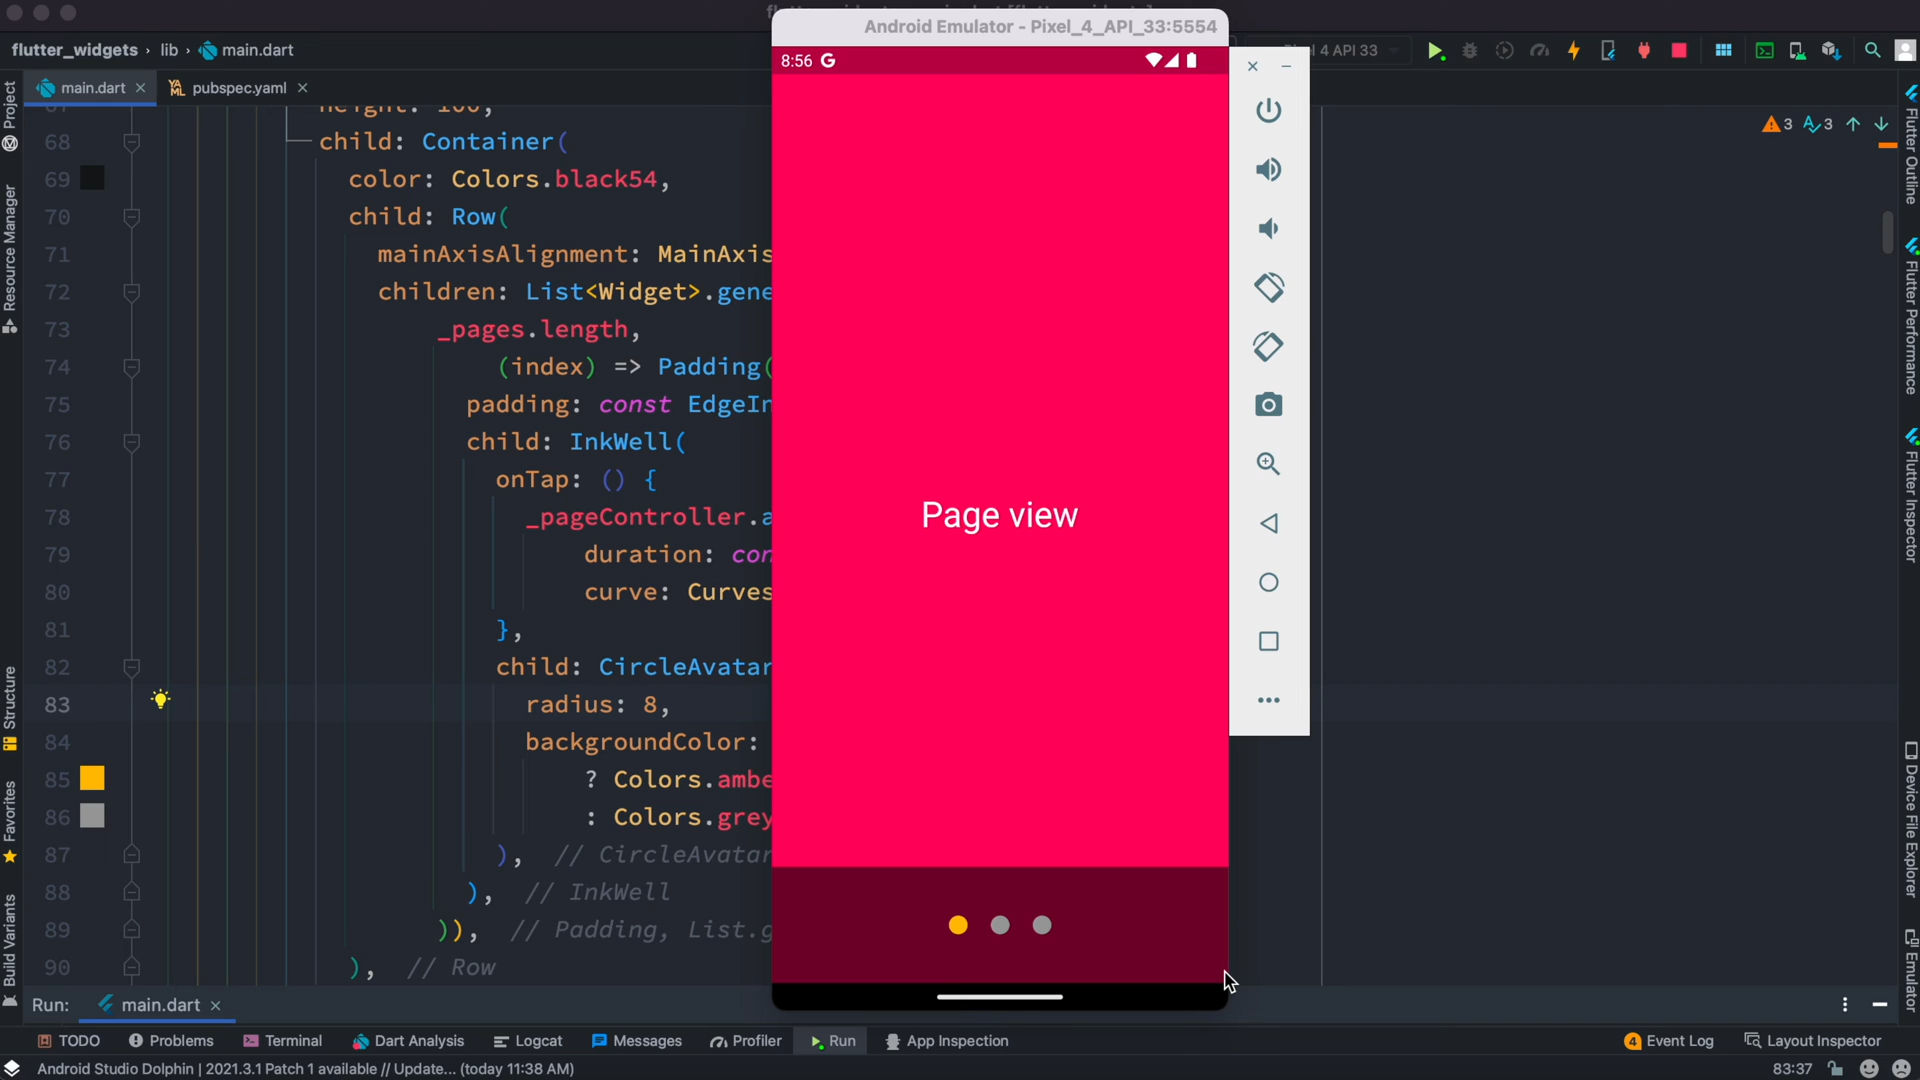 Android Emulator - Pixel_4_API_33:5554
flutter_widgets
lib
main.dart
4 API 33
8:56
main.dart
pubspec.yaml
3
3
68 child: Container(
69 color: Colors.black54,
70 child: Row(
71 mainAxisAlignment: MainAxis
72 children: List<Widget>.gene
73 _pages.length,
74 (index) => Padding(
75 padding: const EdgeIn
76 child: InkWell(
77 onTap: () {
78 _pageController.a
79 duration: con
80 curve: Curves
81 },
82 child: CircleAvatar
83 radius: 8,
84 backgroundColor:
85 ? Colors.ambe
86 : Colors.grey
87 ), // CircleAvatar
88 ), // InkWell
89 )), // Padding, List.g
90 ), // Row
Page view
Project
Resource Manager
Structure
Favorites
Build Variants
Flutter Outline
Flutter Performance
Flutter Inspector
Device File Explorer
Emulator
Run: main.dart
TODO
Problems
Terminal
Dart Analysis
Logcat
Messages
Profiler
Run
App Inspection
4 Event Log
Layout Inspector
Android Studio Dolphin | 2021.3.1 Patch 1 available // Update... (today 11:38 AM)
83:37